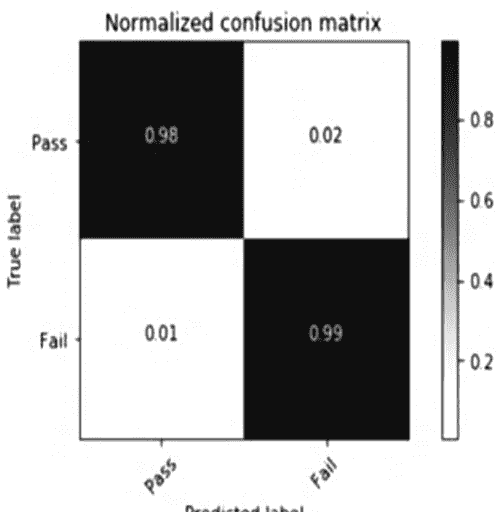 Normalized confusion matrix
True label
Pass
0.98
0.02
Fail
0.01
0.99
Pass
Fail
Predicted label
0.8
0.6
0.4
0.2